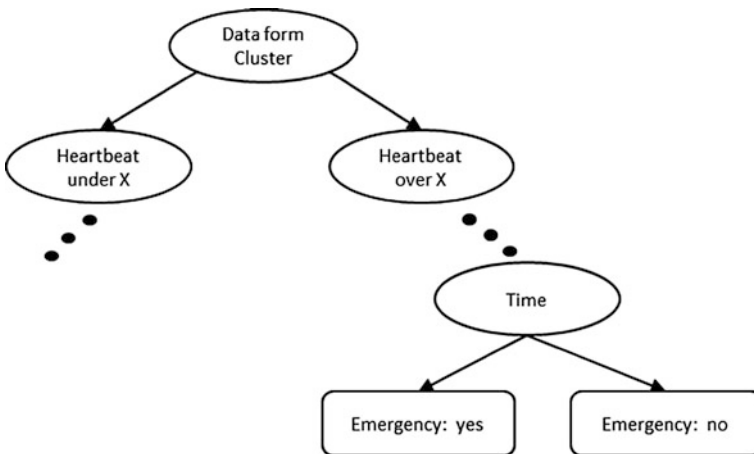 Data form
Cluster
Heartbeat
under X
Heartbeat
over X
Time
Emergency: yes
Emergency: no